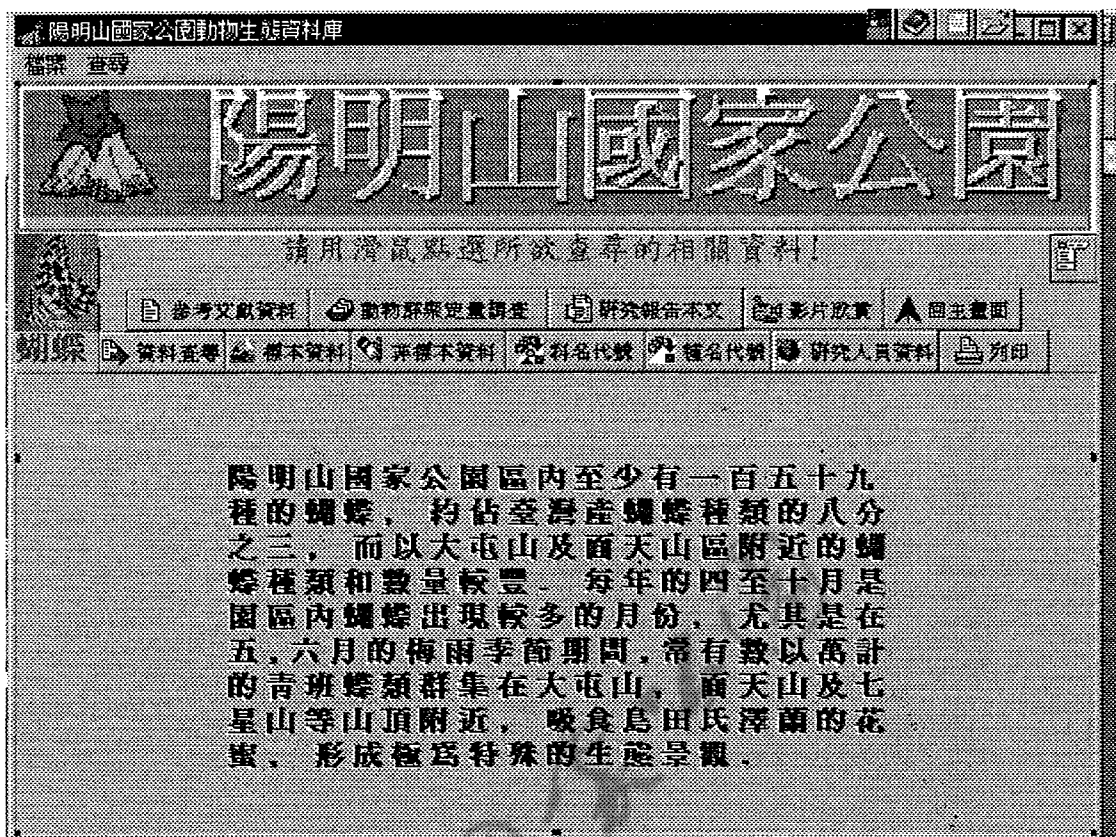 陽明山國家公園動物生態資料庫
檔案 查尋
陽明山國家公園
請用滑鼠點選所欲查尋的相關資料!
參考文獻資料 動物群聚定量調查 研究報告本文 影片欣賞 回主畫面
蝴蝶 資料查尋 標本資料 非標本資料 科名代號 種名代號 研究人員資料 列印
陽明山國家公園區內至少有一百五十九
種的蝴蝶, 約佔臺灣產蝴蝶種類的八分
之三, 而以大屯山及面天山區附近的蝴
蝶種類和數量較豐. 每年的四至十月是
園區內蝴蝶出現較多的月份, 尤其是在
五,六月的梅雨季節期間,常有數以萬計
的青班蝶類群集在大屯山, 面天山及七
星山等山頂附近, 吸食島田氏澤蘭的花
蜜, 形成極為特殊的生態景觀.